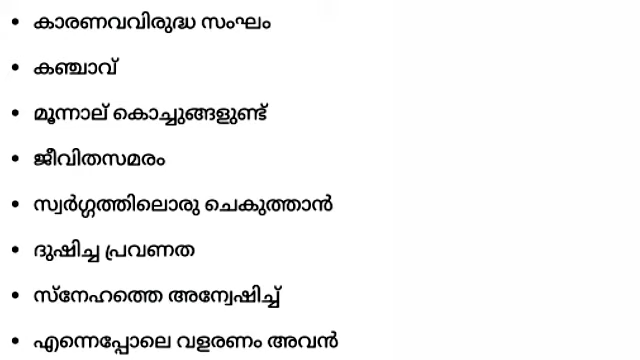 • കാരണവവിരുദ്ധ സംഘം
• കഞ്ചാവ്
• മൂന്നാല് കൊച്ചുങ്ങളുണ്ട്
• ജീവിതസമരം
• സ്വർഗ്ഗത്തിലൊരു ചെകുത്താൻ
• ദുഷിച്ച പ്രവണത
• സ്നേഹത്തെ അന്വേഷിച്ച്
• എന്നെപ്പോലെ വളരണം അവൻ